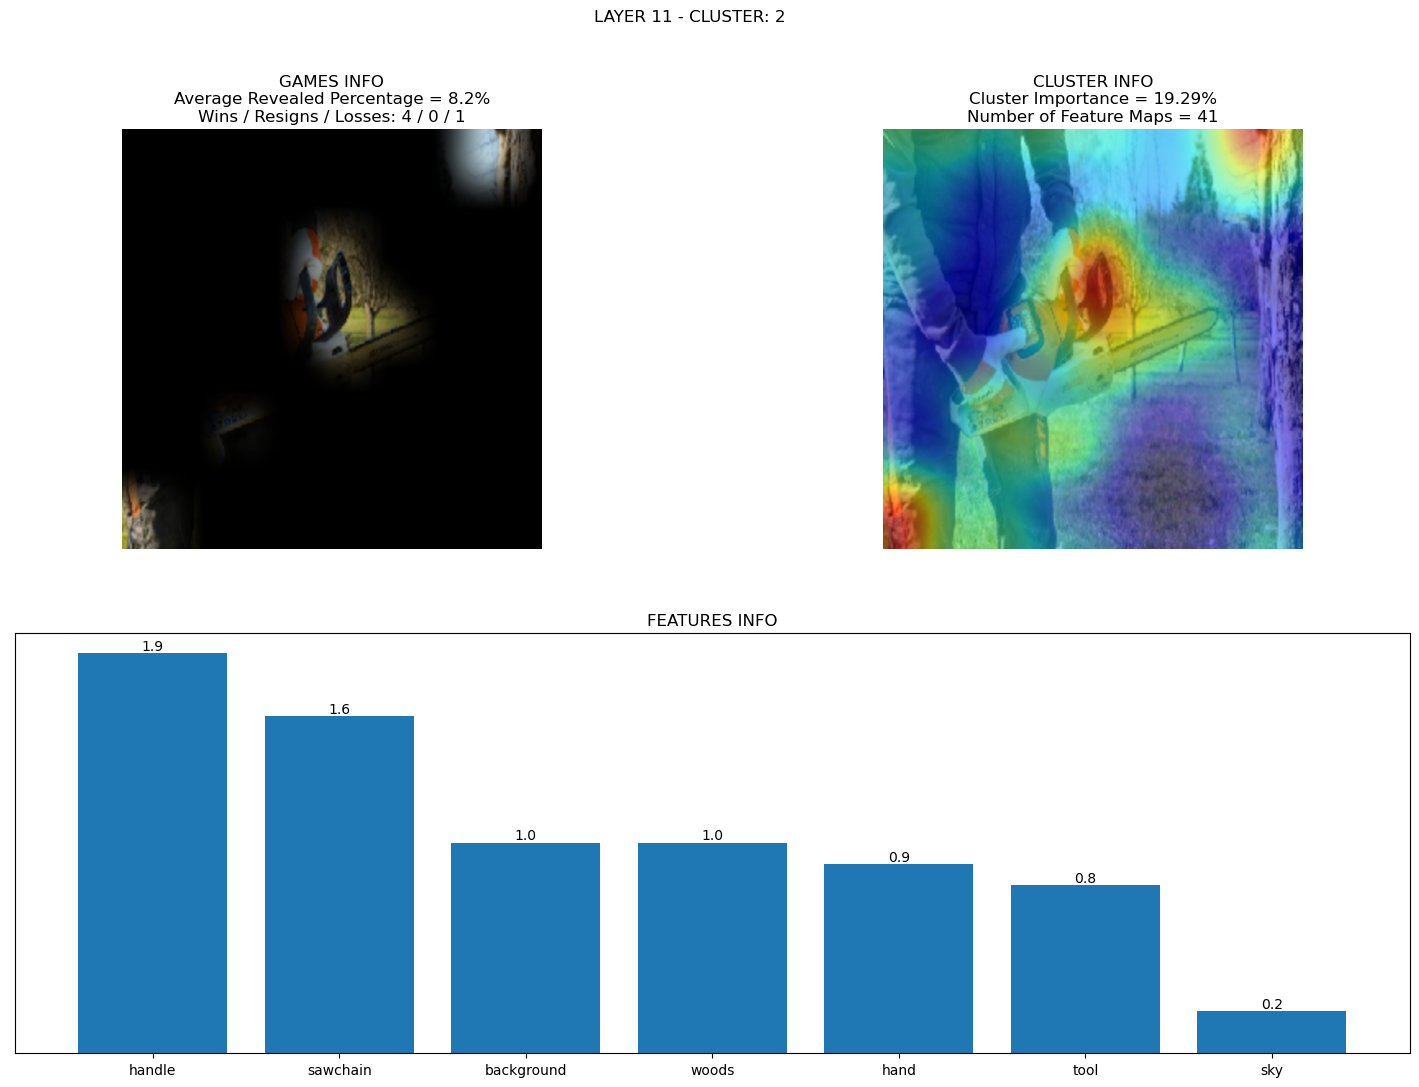 LAYER 11 - CLUSTER: 2
GAMES INFO
Average Revealed Percentage = 8.2%
Wins / Resigns / Losses: 4 / 0 / 1
CLUSTER INFO
Cluster Importance = 19.29%
Number of Feature Maps = 41
FEATURES INFO
1.9
1.6
1.0
1.0
0.9
0.8
0.2
handle
sawchain
background
woods
hand
tool
sky